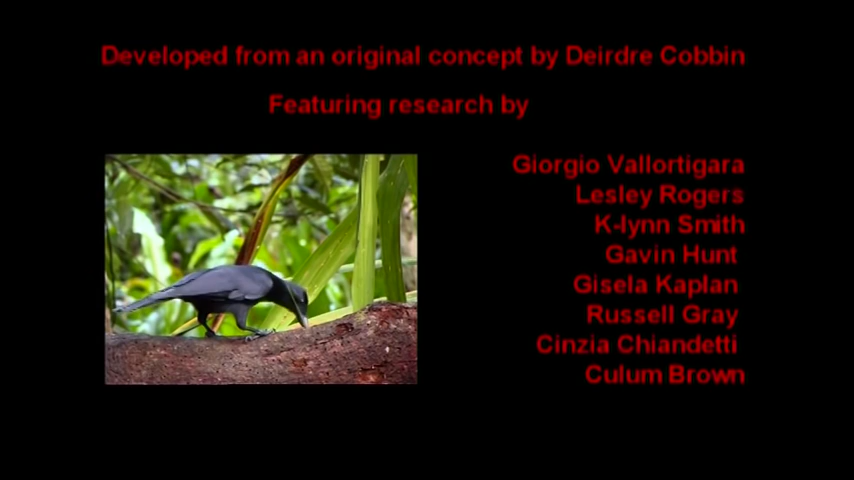 Developed from an original concept by Deirdre Cobbin
Featuring research by
Giorgio Vallortigara
Lesley Rogers
K-lynn Smith
Gavin Hunt
Gisela Kaplan
Russell Gray
Cinzia Chiandetti
Culum Brown